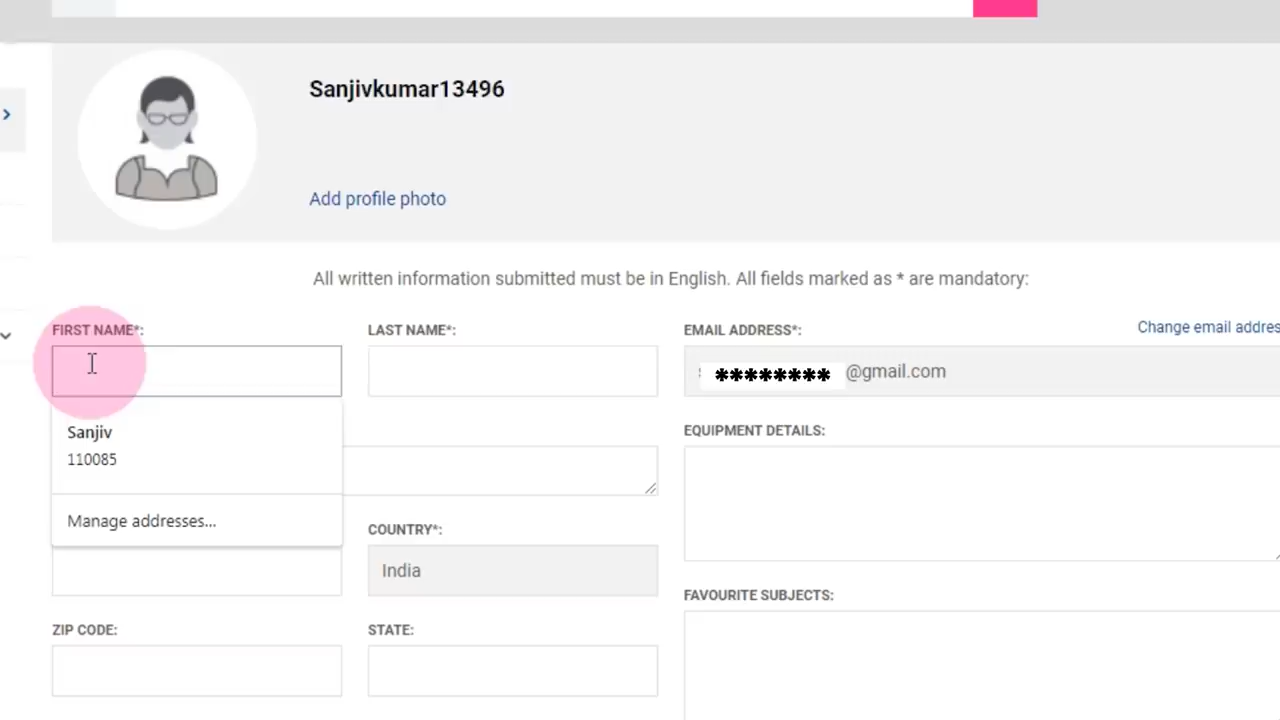 Sanjivkumar13496
Add profile photo
All written information submitted must be in English. All fields marked as * are mandatory:
FIRST NAME*:
LAST NAME*:
EMAIL ADDRESS*:
Change email addres
******** @gmail.com
Sanjiv
110085
Manage addresses...
EQUIPMENT DETAILS:
COUNTRY*:
India
FAVOURITE SUBJECTS:
ZIP CODE:
STATE: